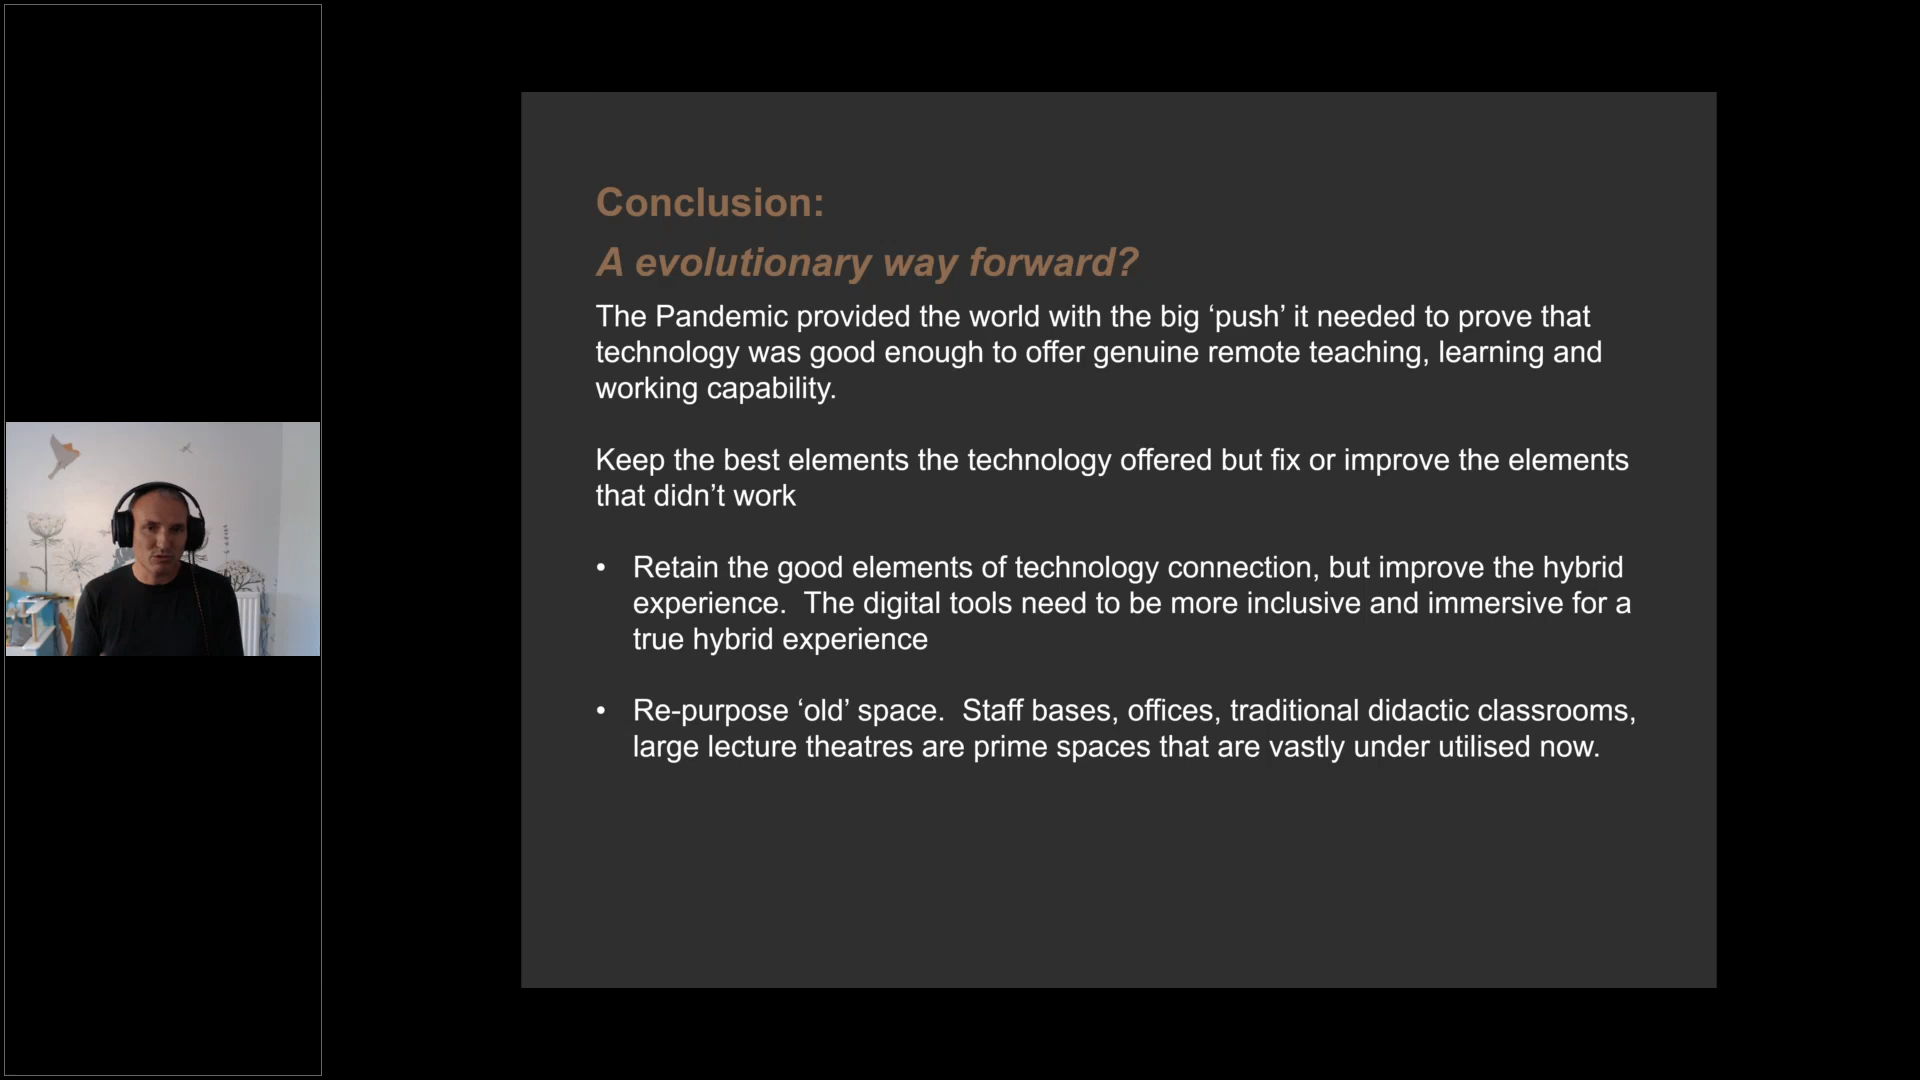 Conclusion:
A evolutionary way forward?
The Pandemic provided the world with the big ‘push’ it needed to prove that
technology was good enough to offer genuine remote teaching, learning and
working capability.
Keep the best elements the technology offered but fix or improve the elements
that didn’t work
• Retain the good elements of technology connection, but improve the hybrid
experience.  The digital tools need to be more inclusive and immersive for a
true hybrid experience
• Re-purpose ‘old’ space.  Staff bases, offices, traditional didactic classrooms,
large lecture theatres are prime spaces that are vastly under utilised now.